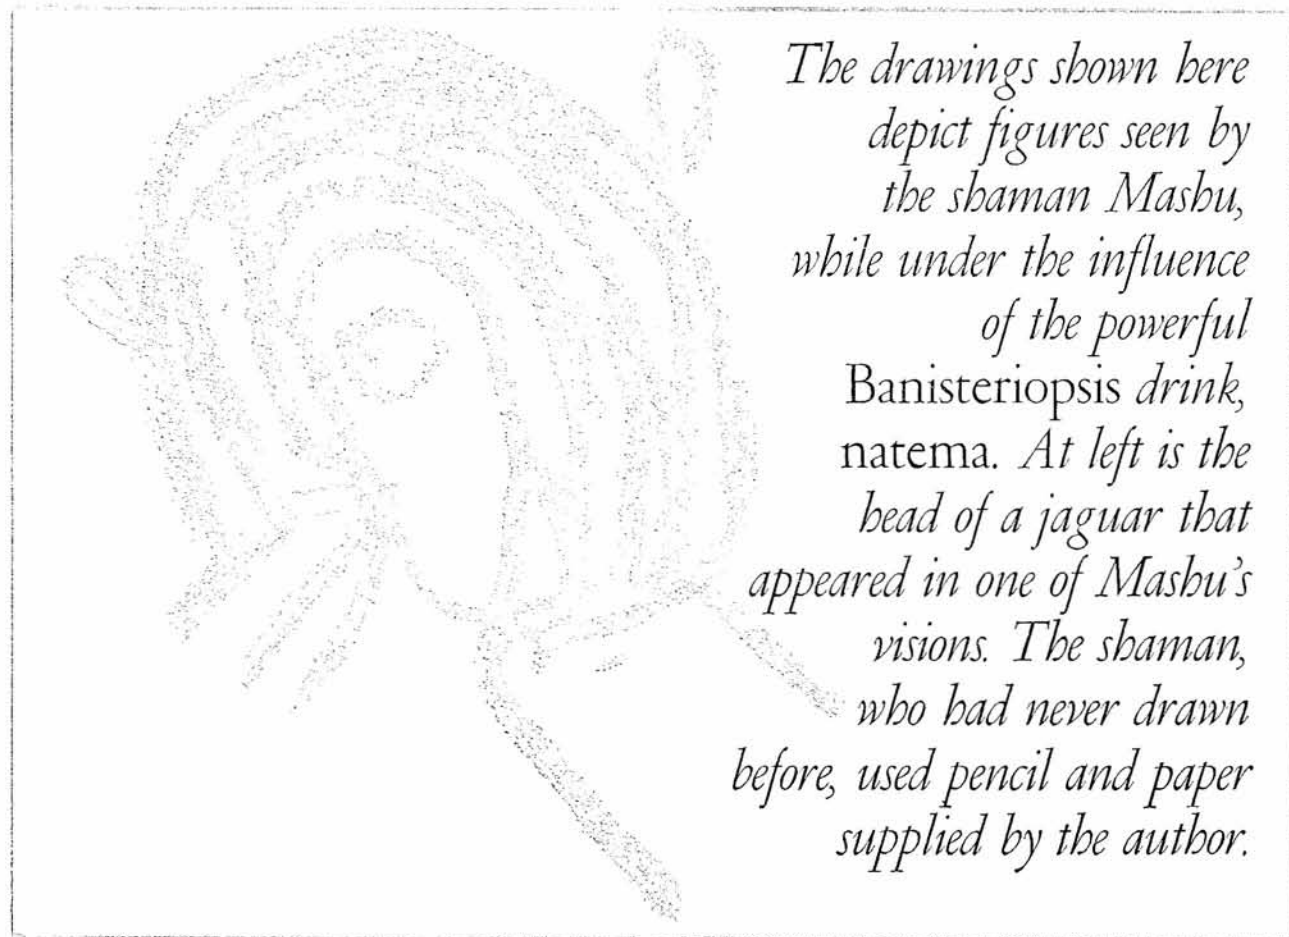 The drawings shown here
depict figures seen by
the shaman Mashu,
while under the influence
of the powerful
Banisteriopsis drink,
natema. At left is the
head of a jaguar that
appeared in one of Mashu's
visions. The shaman,
who had never drawn
before, used pencil and paper
supplied by the author.